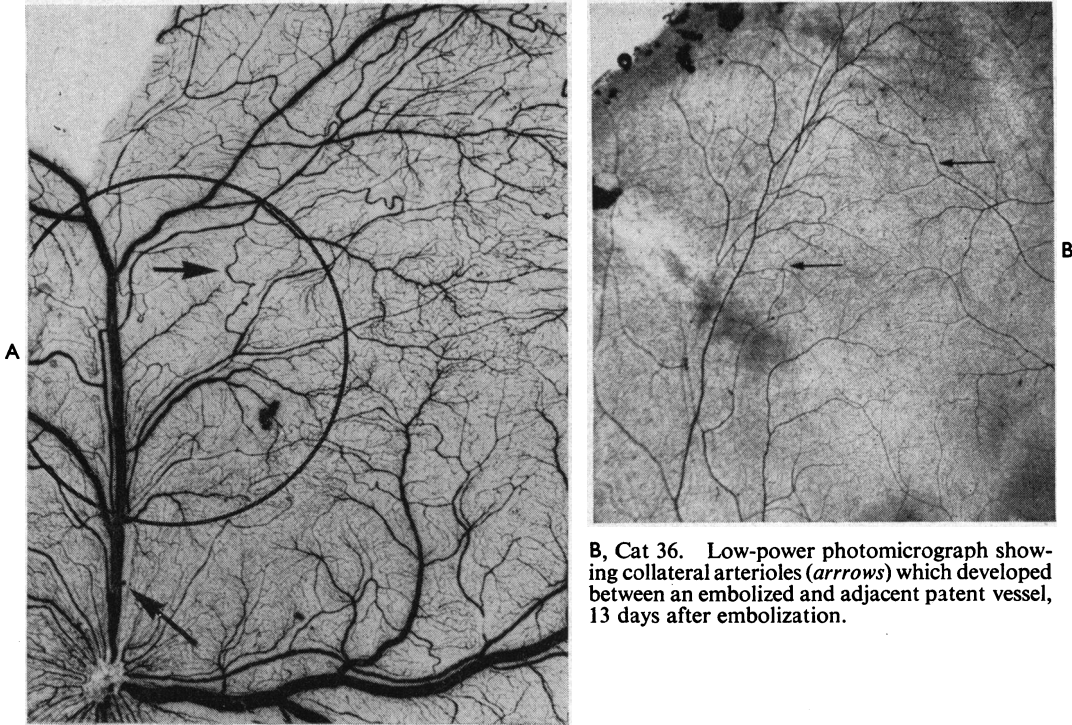 A
B
B, Cat 36. Low-power photomicrograph show-
ing collateral arterioles (arrrows) which developed
between an embolized and adjacent patent vessel,
13 days after embolization.